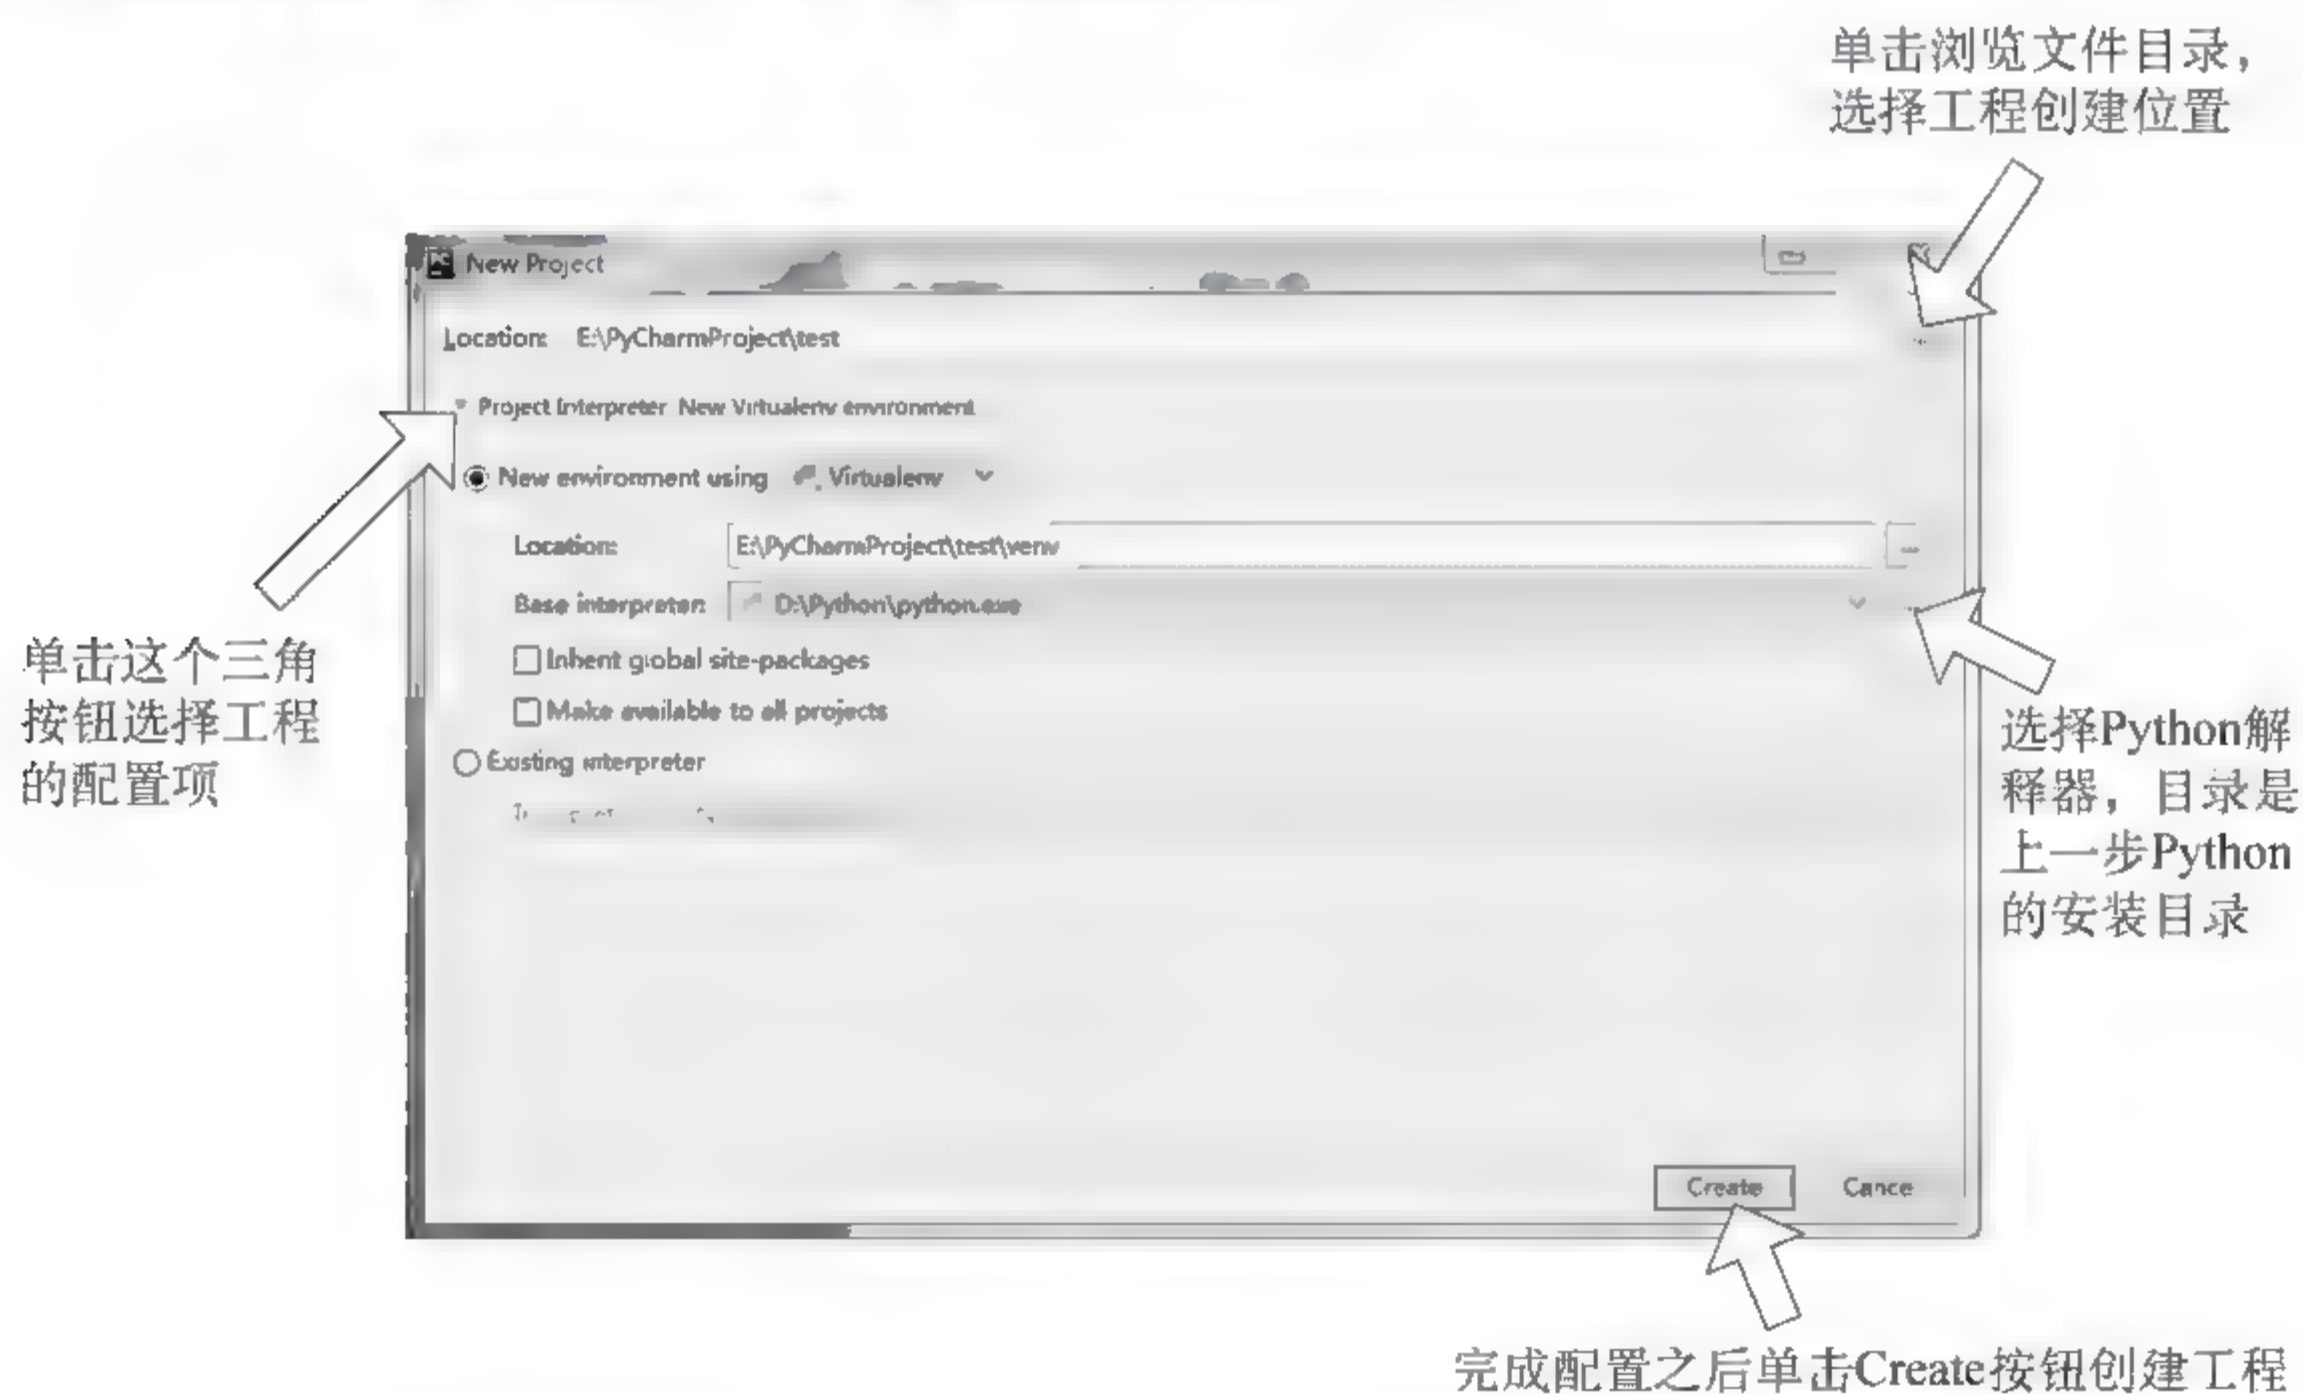 单击浏览文件目录，
选择工程创建位置
New Project
Location: E:\PyCharmProject\test
Project Interpreter New Virtualenv environment
New environment using Virtualenv
Location: E:\PyCharmProject\test\venv
Base interpreter: D:\Python\python.exe
Inherit global site-packages
Make available to all projects
Existing interpreter
单击这个三角
按钮选择工程
的配置项
选择Python解
释器，目录是
上一步Python
的安装目录
Create Cance
完成配置之后单击Create按钮创建工程